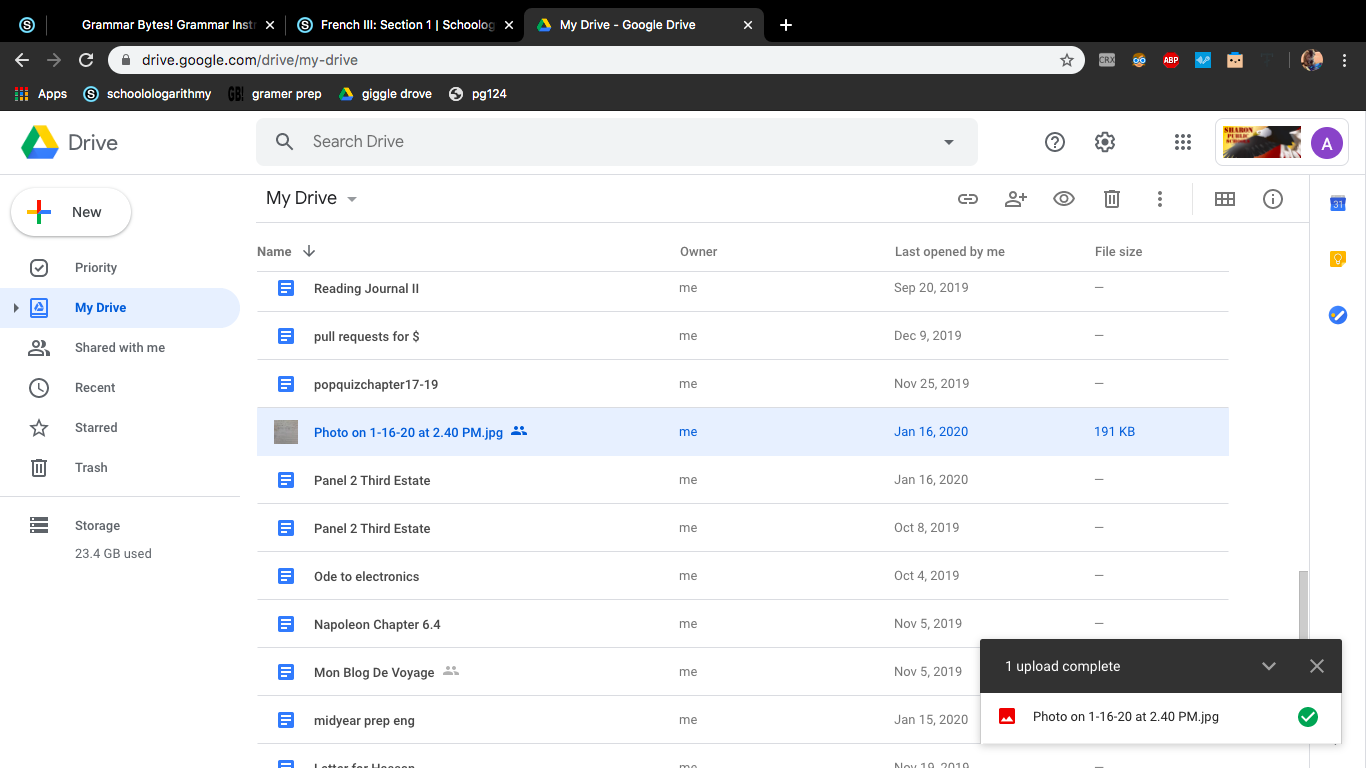 Grammar Bytes! Grammar Instr
French III: Section 1 | Schoolog
My Drive - Google Drive
drive.google.com/drive/my-drive
CRX
ABP
Apps
schoolologarithmy
GB! gramer prep
giggle drove
pg124
Drive
Search Drive
SHARON
PUBLIC
A
New
My Drive
31
Name
Owner
Last opened by me
File size
Priority
My Drive
Shared with me
Recent
Starred
Trash
Storage
23.4 GB used
Reading Journal II me Sep 20, 2019 —
pull requests for $ me Dec 9, 2019 —
popquizchapter17-19 me Nov 25, 2019 —
Photo on 1-16-20 at 2.40 PM.jpg me Jan 16, 2020 191 KB
Panel 2 Third Estate me Jan 16, 2020 —
Panel 2 Third Estate me Oct 8, 2019 —
Ode to electronics me Oct 4, 2019 —
Napoleon Chapter 6.4 me Nov 5, 2019 —
Mon Blog De Voyage me Nov 5, 2019
midyear prep eng me Jan 15, 2020
Letter for Hassan me Nov 19, 2019 —
1 upload complete
Photo on 1-16-20 at 2.40 PM.jpg